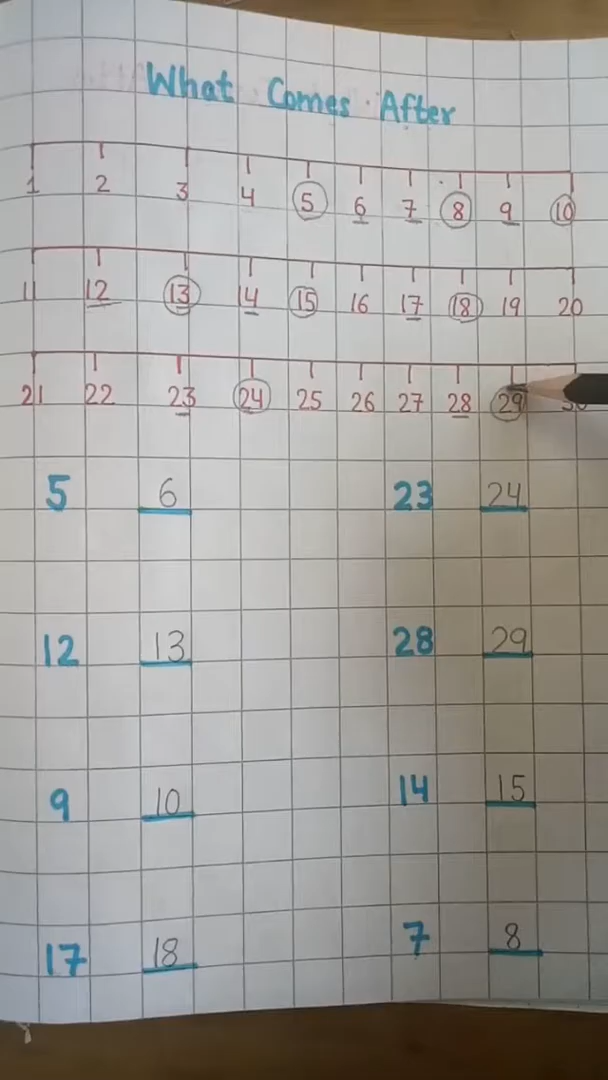 What Comes After
1 2 3 4 5 6 7 8 9 10
11 12 13 14 15 16 17 18 19 20
21 22 23 24 25 26 27 28 29
5 6 23 24
12 13 28 29
9 10 14 15
17 18 7 8